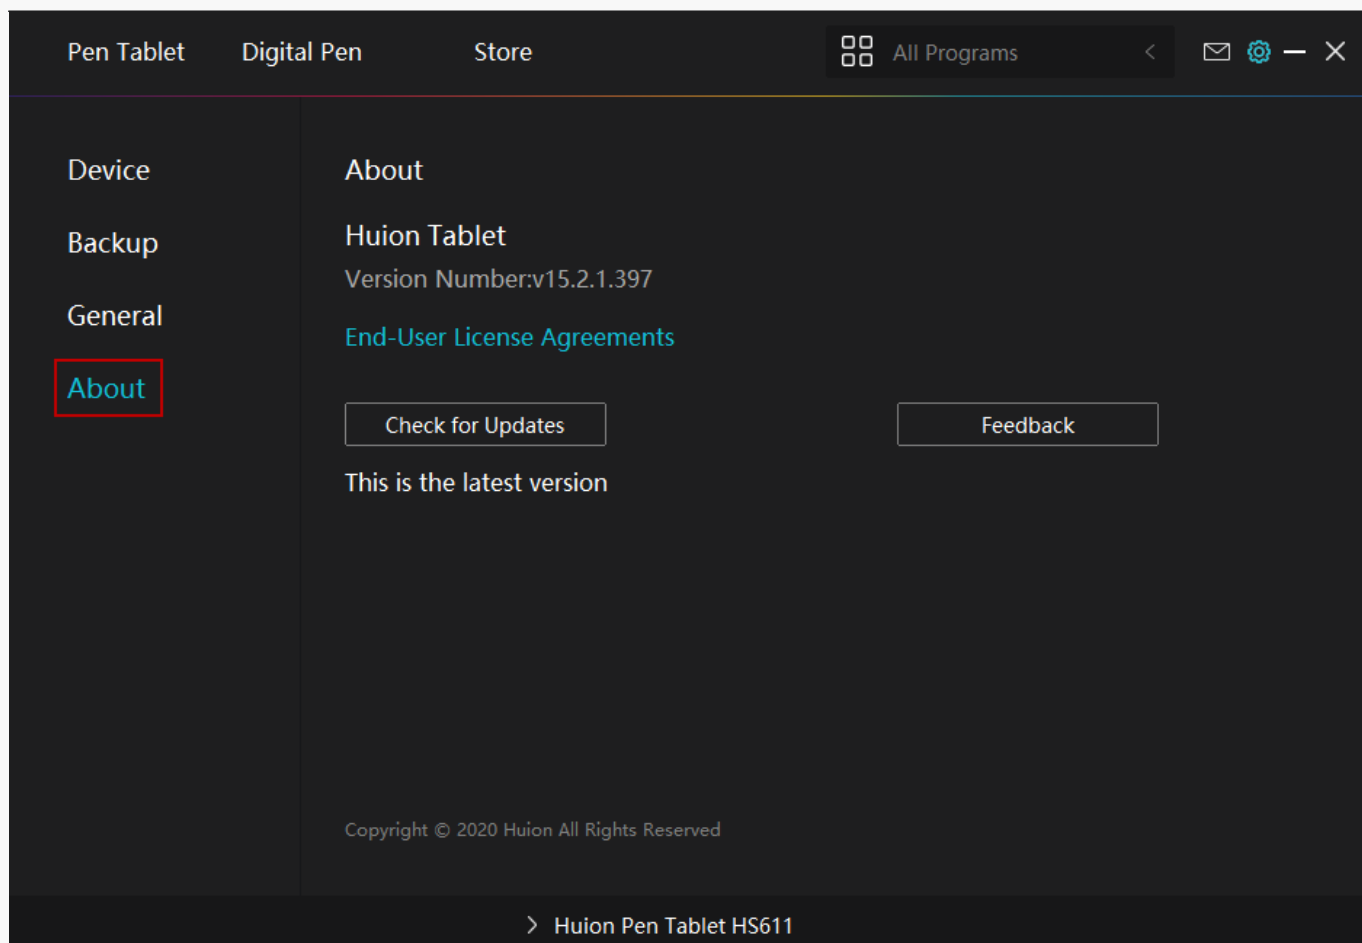 Pen Tablet Digital Pen Store All Programs
Device
Backup
General
About
About
Huion Tablet
Version Number:v15.2.1.397
End-User License Agreements
Check for Updates Feedback
This is the latest version
Copyright © 2020 Huion All Rights Reserved
Huion Pen Tablet HS611